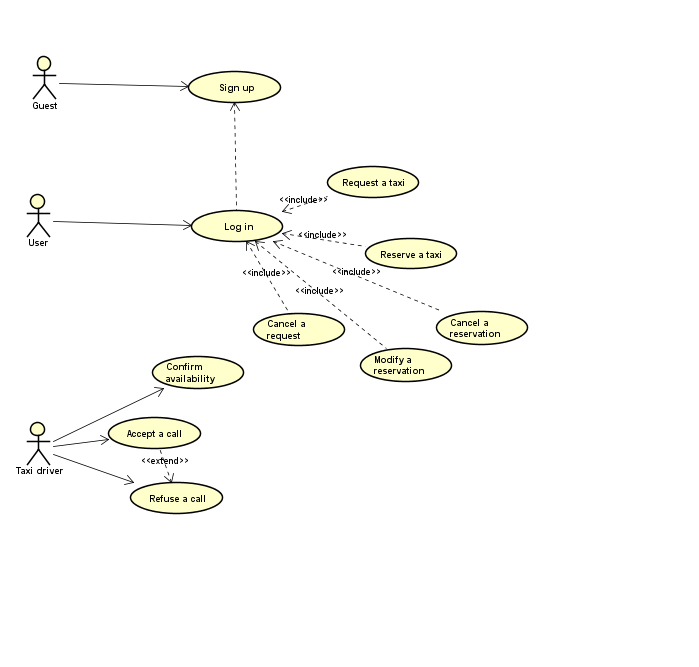 Sign up
Guest
Request a taxi
<<include>>
Log in
<<include>>
User
Reserve a taxi
<<include>>
<<include>>
<<include>>
Cancel a
request
Cancel a
reservation
Modify a
reservation
Confirm
availability
Accept a call
<<extend>>
Taxi driver
Refuse a call